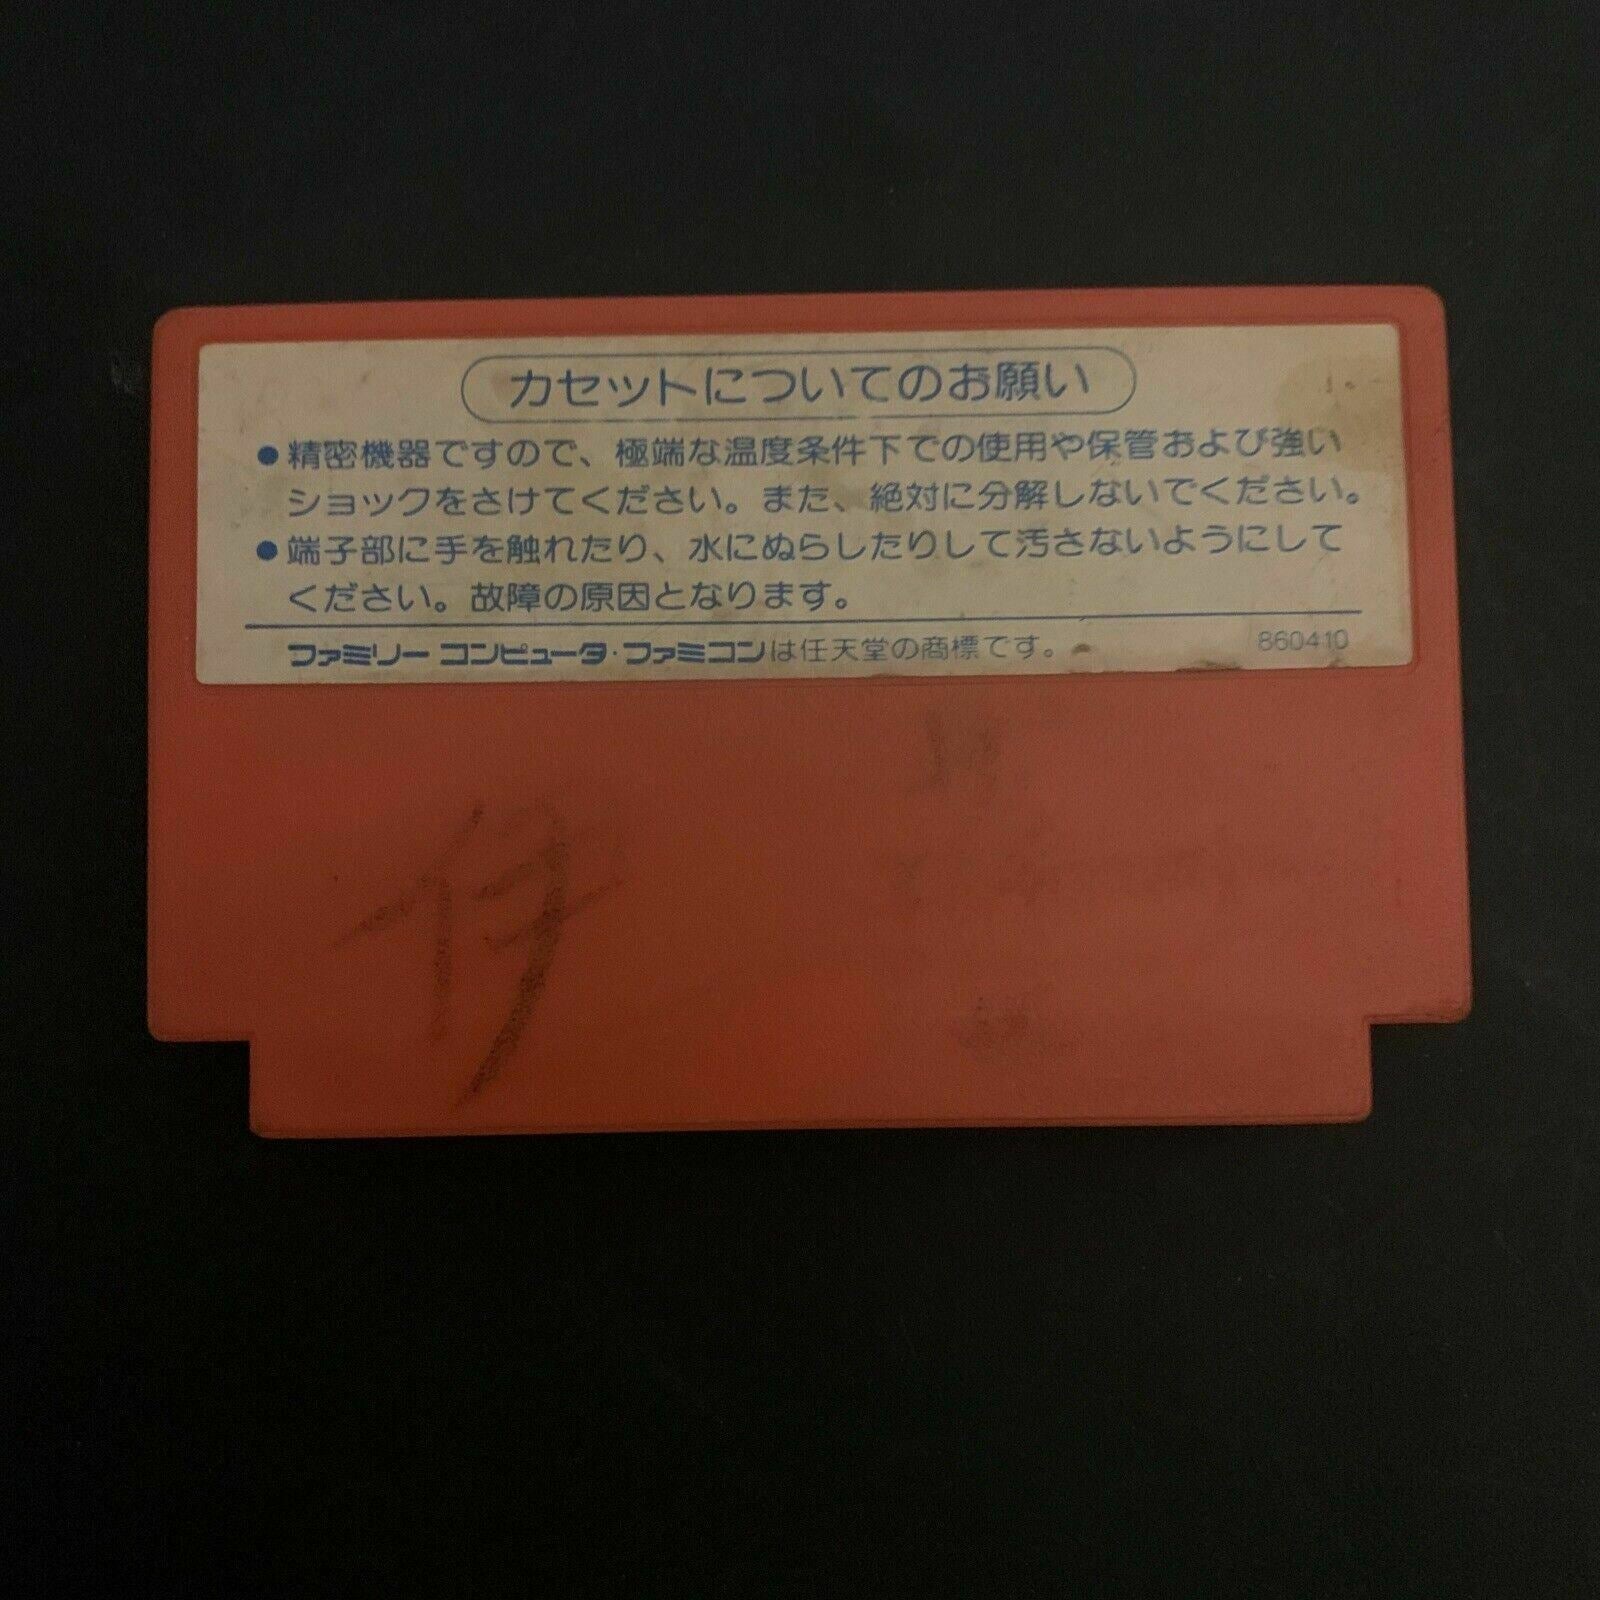 カセットについてのお願い
●精密機器ですので、極端な温度条件下での使用や保管および強い
ショックをさけてください。また、絶対に分解しないでください。
●端子部に手を触れたり、水にぬらしたりして汚さないようにして
ください。故障の原因となります。
ファミリー コンピュータ・ファミコンは任天堂の商標です。 860410